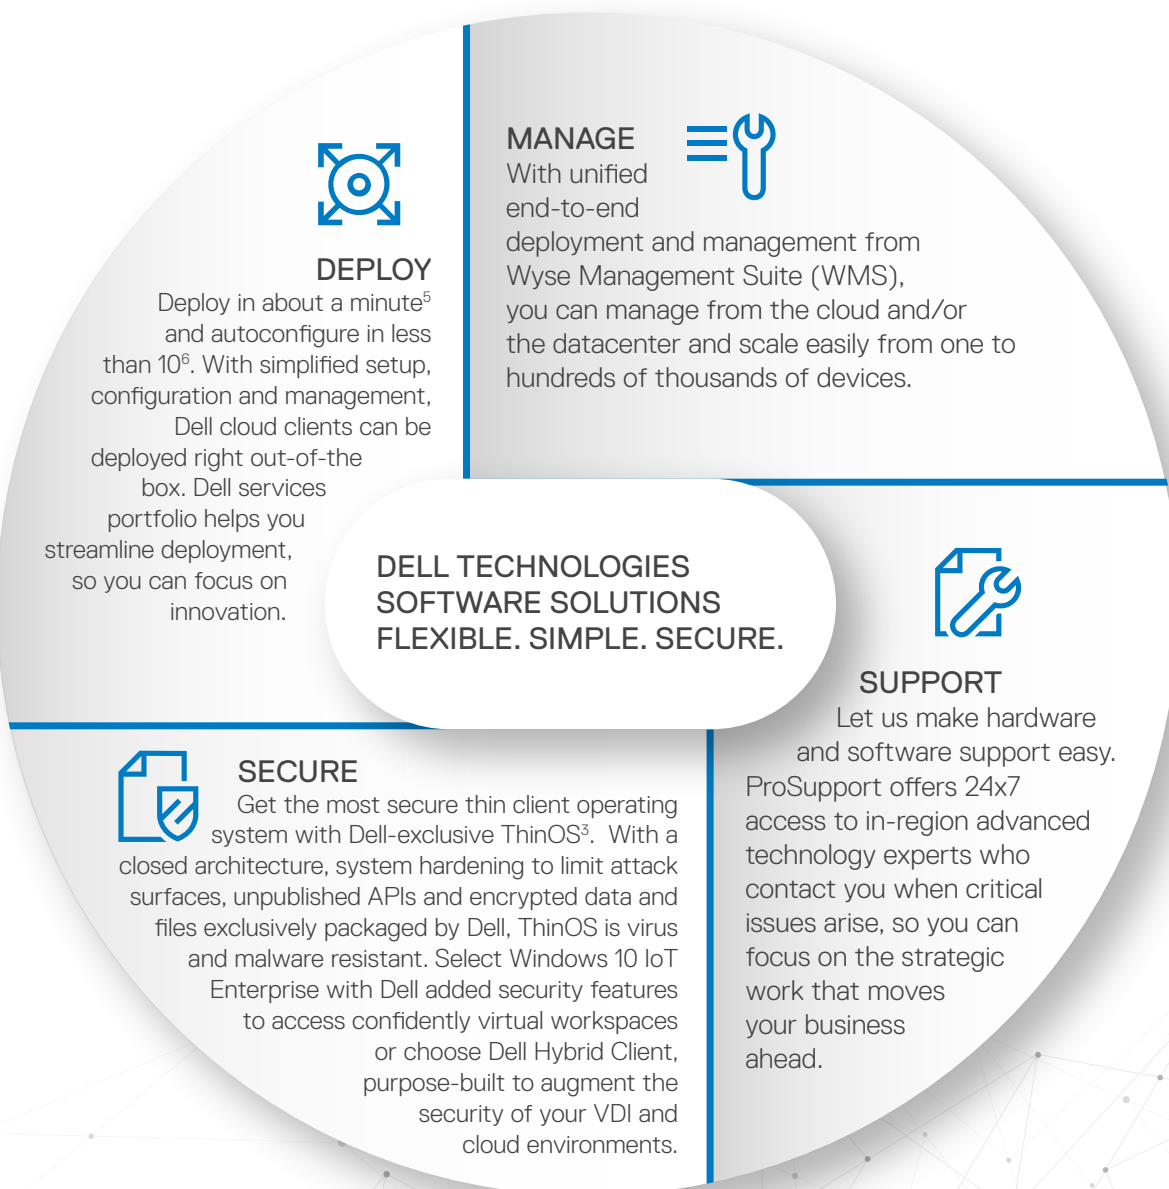 DEPLOY
Deploy in about a minute⁵
and autoconfigure in less
than 10⁶. With simplified setup,
configuration and management,
Dell cloud clients can be
deployed right out-of-the
box. Dell services
portfolio helps you
streamline deployment,
so you can focus on
innovation.
MANAGE
With unified
end-to-end
deployment and management from
Wyse Management Suite (WMS),
you can manage from the cloud and/or
the datacenter and scale easily from one to
hundreds of thousands of devices.
DELL TECHNOLOGIES
SOFTWARE SOLUTIONS
FLEXIBLE. SIMPLE. SECURE.
SUPPORT
Let us make hardware
and software support easy.
ProSupport offers 24x7
access to in-region advanced
technology experts who
contact you when critical
issues arise, so you can
focus on the strategic
work that moves
your business
ahead.
SECURE
Get the most secure thin client operating
system with Dell-exclusive ThinOS³. With a
closed architecture, system hardening to limit attack
surfaces, unpublished APIs and encrypted data and
files exclusively packaged by Dell, ThinOS is virus
and malware resistant. Select Windows 10 IoT
Enterprise with Dell added security features
to access confidently virtual workspaces
or choose Dell Hybrid Client,
purpose-built to augment the
security of your VDI and
cloud environments.